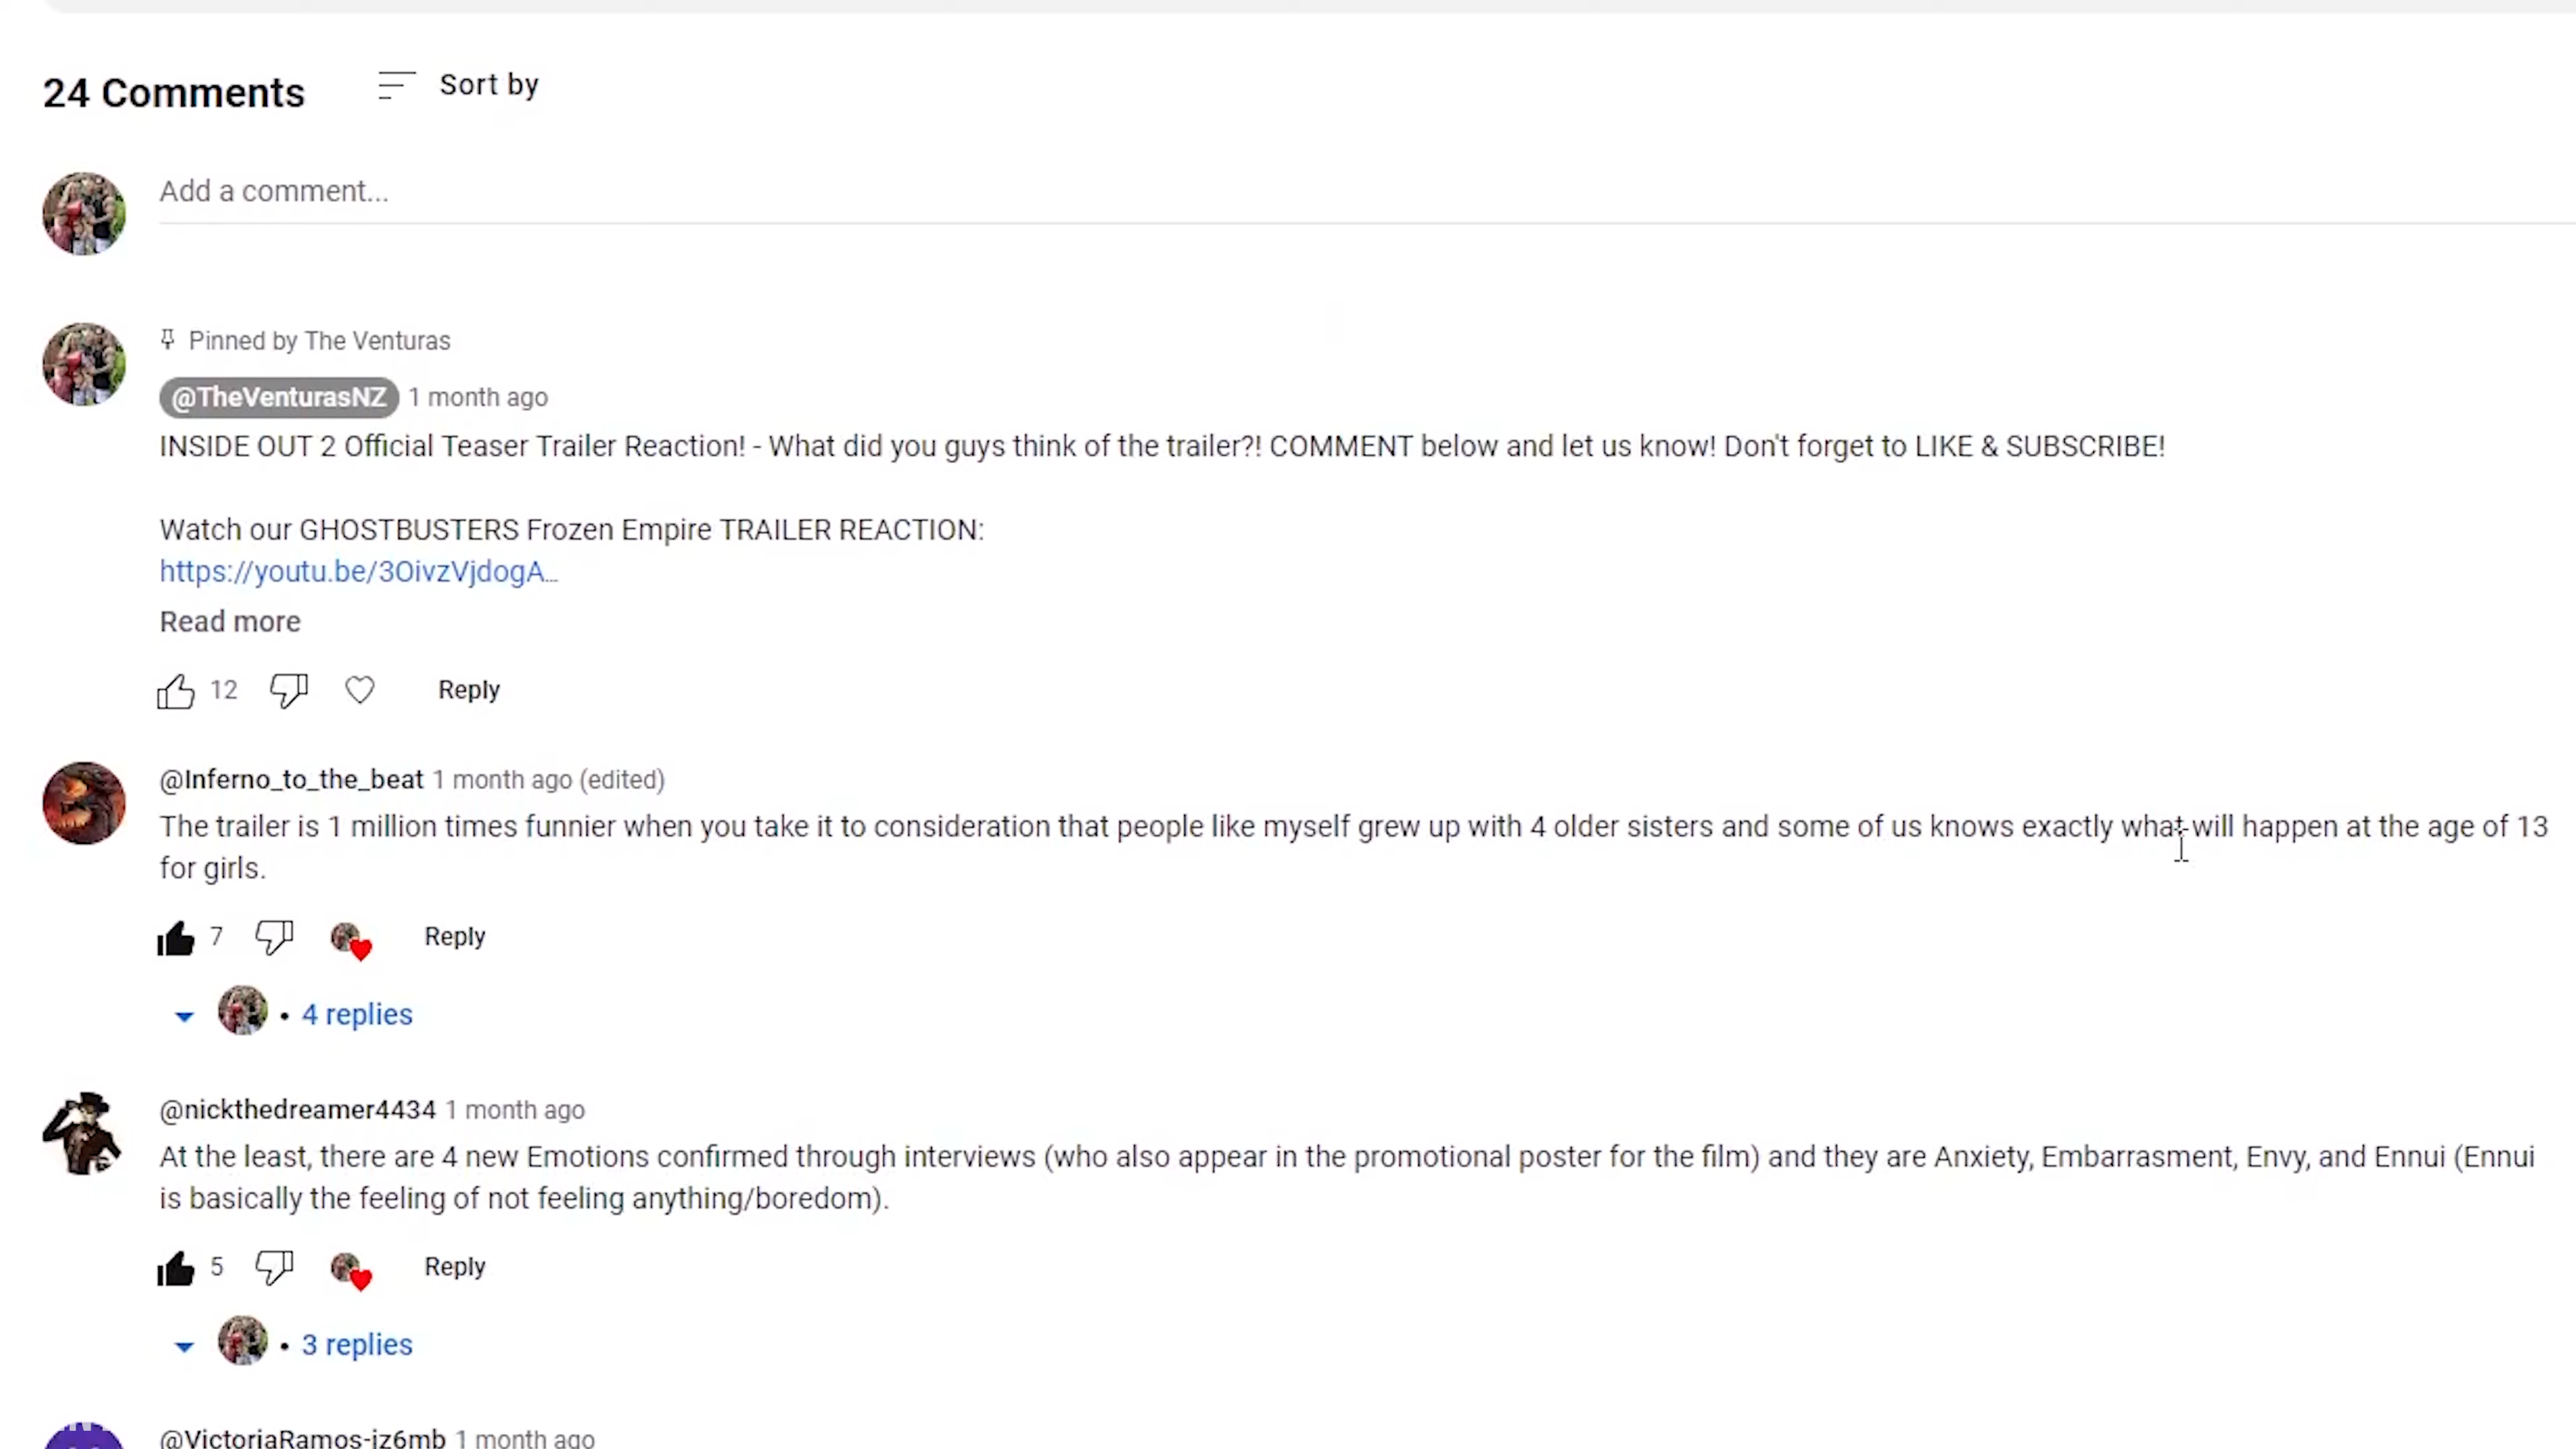 24 Comments
Sort by
Add a comment...
Pinned by The Venturas
@TheVenturasNZ 1 month ago
INSIDE OUT 2 Official Teaser Trailer Reaction! - What did you guys think of the trailer?! COMMENT below and let us know! Don't forget to LIKE & SUBSCRIBE!
Watch our GHOSTBUSTERS Frozen Empire TRAILER REACTION:
https://youtu.be/3OivzVjdogA...
Read more
12 Reply
@Inferno_to_the_beat 1 month ago (edited)
The trailer is 1 million times funnier when you take it to consideration that people like myself grew up with 4 older sisters and some of us knows exactly what will happen at the age of 13
for girls.
7 Reply
• 4 replies
@nickthedreamer4434 1 month ago
At the least, there are 4 new Emotions confirmed through interviews (who also appear in the promotional poster for the film) and they are Anxiety, Embarrasment, Envy, and Ennui (Ennui
is basically the feeling of not feeling anything/boredom).
5 Reply
• 3 replies
@VictoriaRamos-iz6mb 1 month ago